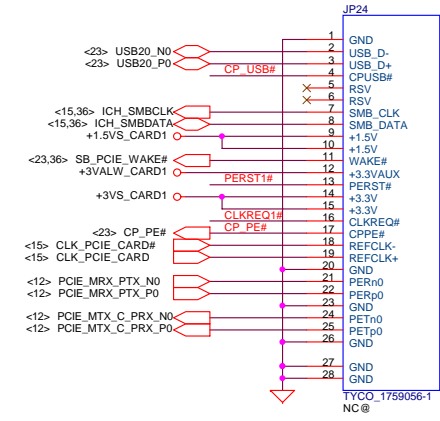 JP24
1 GND
<23> USB20_N0 2 USB_D-
<23> USB20_P0 3 USB_D+
CP_USB# 4 CPUSB#
5 RSV
6 RSV
<15,36> ICH_SMBCLK 7 SMB_CLK
<15,36> ICH_SMBDATA 8 SMB_DATA
+1.5VS_CARD1 9 +1.5V
10 +1.5V
<23,36> SB_PCIE_WAKE# 11 WAKE#
+3VALW_CARD1 12 +3.3VAUX
PERST1# 13 PERST#
+3VS_CARD1 14 +3.3V
15 +3.3V
CLKREQ1# 16 CLKREQ#
<23> CP_PE# CP_PE# 17 CPPE#
<15> CLK_PCIE_CARD# 18 REFCLK-
<15> CLK_PCIE_CARD 19 REFCLK+
20 GND
<12> PCIE_MRX_PTX_N0 21 PERn0
<12> PCIE_MRX_PTX_P0 22 PERp0
23 GND
<12> PCIE_MTX_C_PRX_N0 24 PETn0
<12> PCIE_MTX_C_PRX_P0 25 PETp0
26 GND
27 GND
28 GND
TYCO_1759056-1
NC@